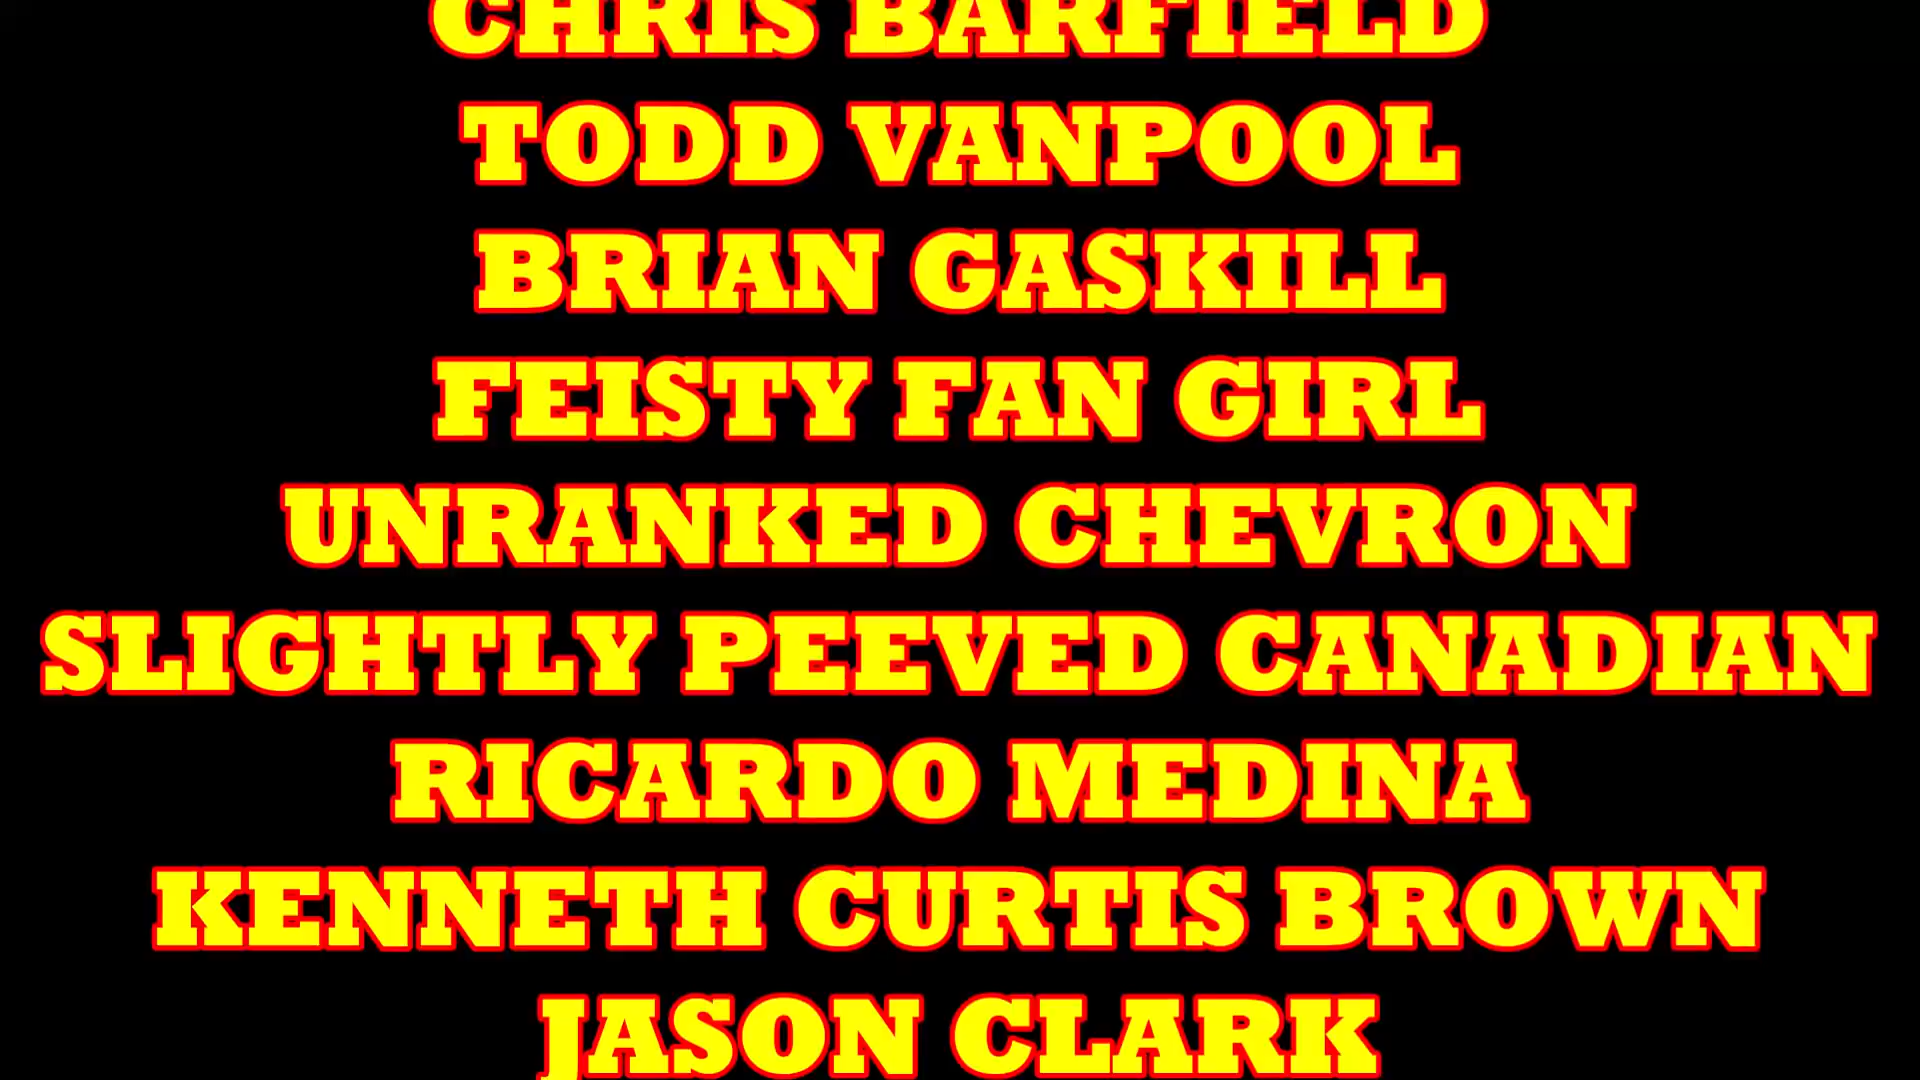 CHRIS BARFIELD
TODD VANPOOL
BRIAN GASKILL
FEISTY FAN GIRL
UNRANKED CHEVRON
SLIGHTLY PEEVED CANADIAN
RICARDO MEDINA
KENNETH CURTIS BROWN
JASON CLARK